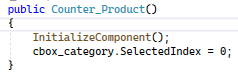 public Counter_Product()
{
InitializeComponent();
cbox_category.SelectedIndex = 0;
}